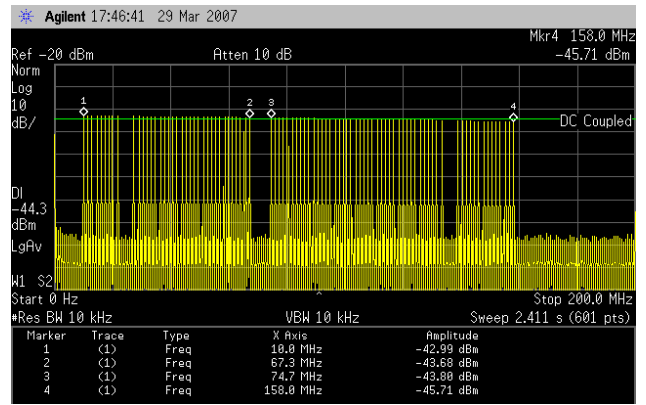 Agilent 17:46:41 29 Mar 2007
Mkr4 158.0 MHz
Ref -20 dBm Atten 10 dB -45.71 dBm
Norm
Log
10
dB/
1
2
3
4
DC Coupled
DI
-44.3
dBm
LgAv
W1 S2
Start 0 Hz Stop 200.0 MHz
#Res BW 10 kHz VBW 10 kHz Sweep 2.411 s (601 pts)
Marker Trace Type X Axis Amplitude
1 (1) Freq 10.0 MHz -42.99 dBm
2 (1) Freq 67.3 MHz -43.68 dBm
3 (1) Freq 74.7 MHz -43.80 dBm
4 (1) Freq 158.0 MHz -45.71 dBm